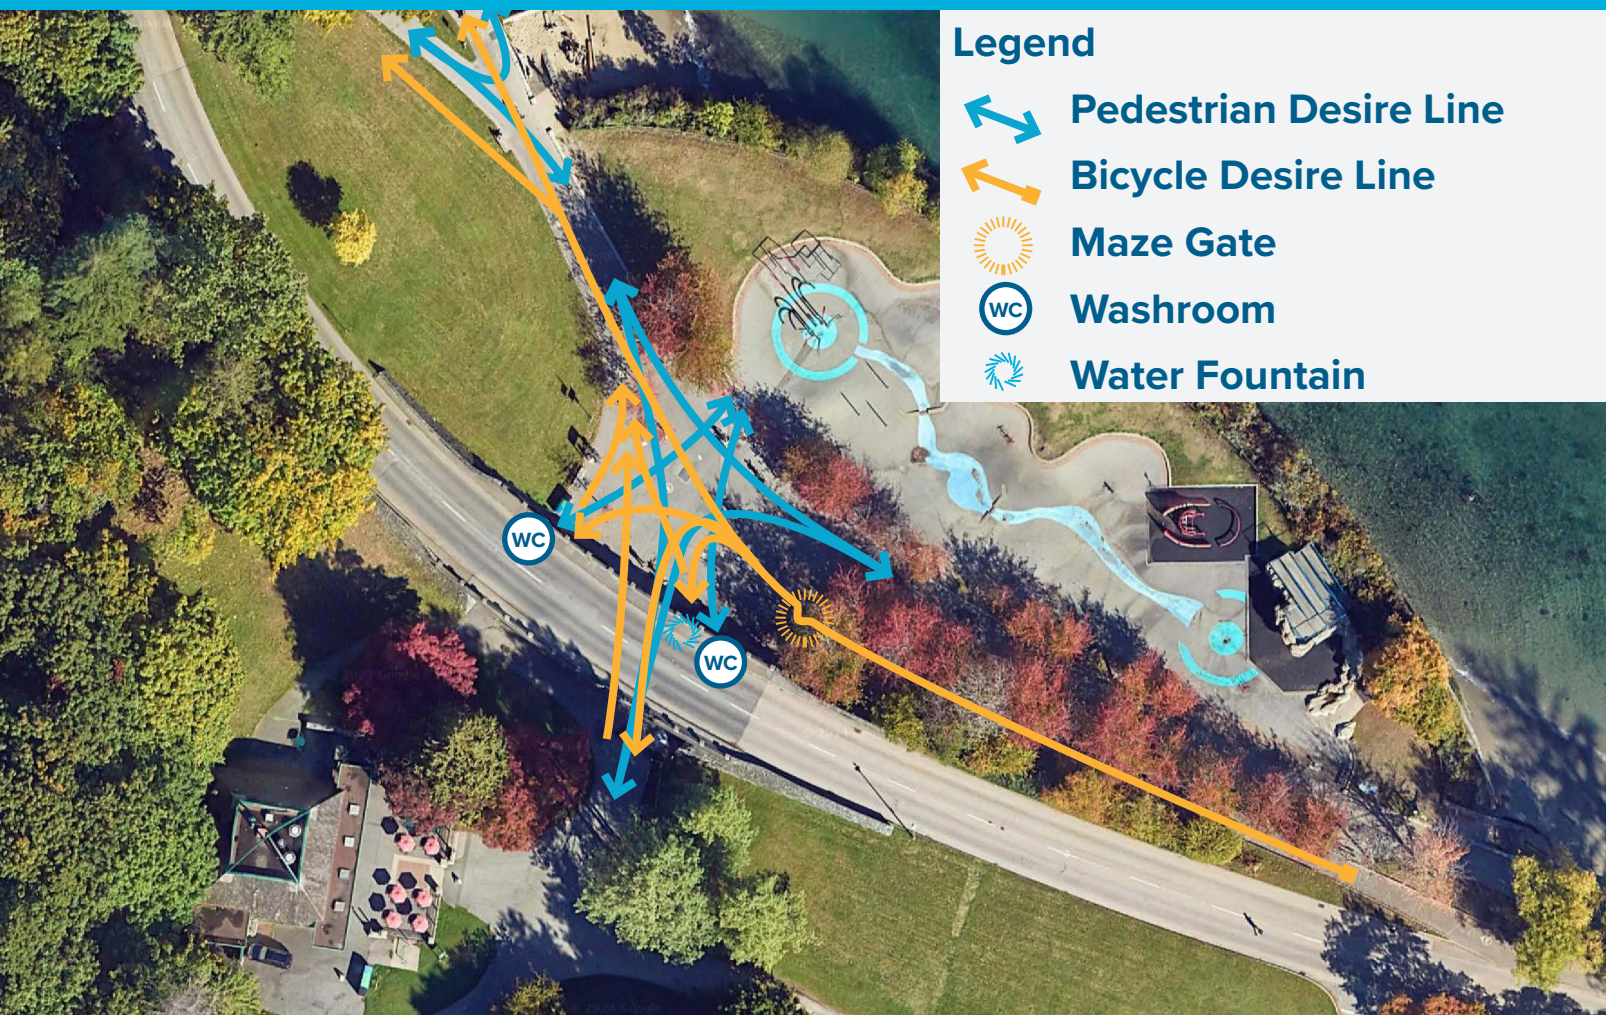 Legend
Pedestrian Desire Line
Bicycle Desire Line
Maze Gate
WC Washroom
Water Fountain
WC
WC